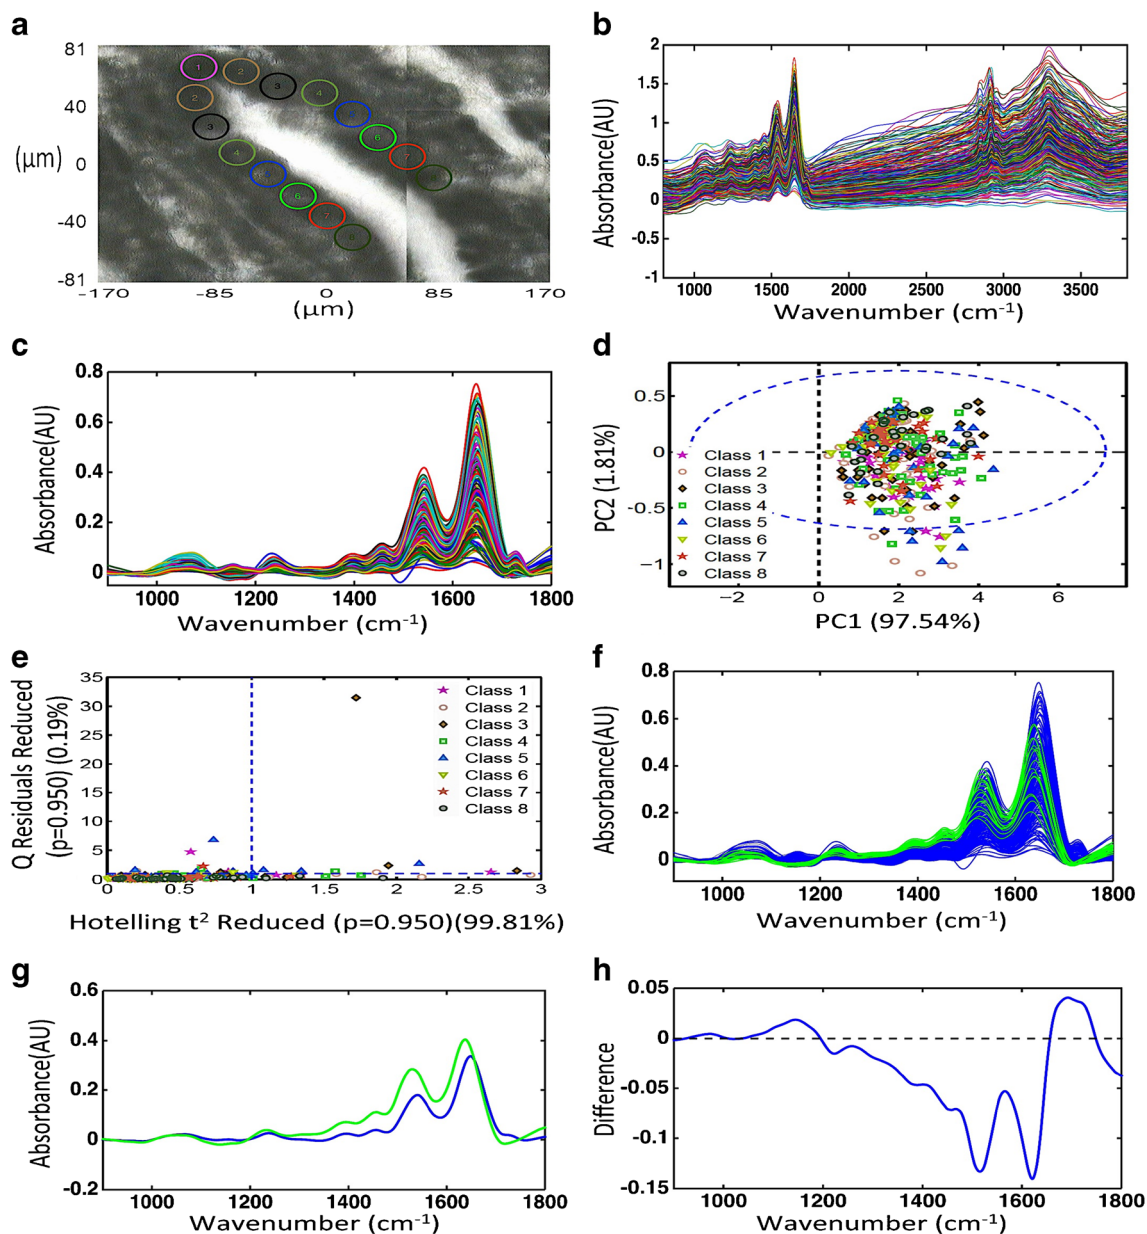 a
81
40
(μm)
0
-40
-81
-170
-85
0
85
170
(μm)
1
2
3
4
6
7
2
3
4
6
7
b
2
1.5
1
0.5
0
-0.5
-1
Absorbance(AU)
1000 1500 2000 2500 3000 3500
Wavenumber (cm-1)
c
0.8
0.6
0.4
0.2
0
Absorbance(AU)
1000 1200 1400 1600 1800
Wavenumber (cm-1)
d
0.5
0
-0.5
-1
PC2 (1.81%)
Class 1
Class 2
Class 3
Class 4
Class 5
Class 6
Class 7
Class 8
-2 0 2 4 6
PC1 (97.54%)
e
35
30
25
20
15
10
5
0
Q Residuals Reduced
(p=0.950) (0.19%)
Class 1
Class 2
Class 3
Class 4
Class 5
Class 6
Class 7
Class 8
0 0.5 1 1.5 2 2.5 3
Hotelling t2 Reduced (p=0.950)(99.81%)
f
0.8
0.6
0.4
0.2
0
Absorbance(AU)
1000 1200 1400 1600 1800
Wavenumber (cm-1)
g
0.6
0.4
0.2
0
-0.2
Absorbance(AU)
1000 1200 1400 1600 1800
Wavenumber (cm-1)
h
0.05
0
-0.05
-0.1
-0.15
Difference
1000 1200 1400 1600 1800
Wavenumber (cm-1)